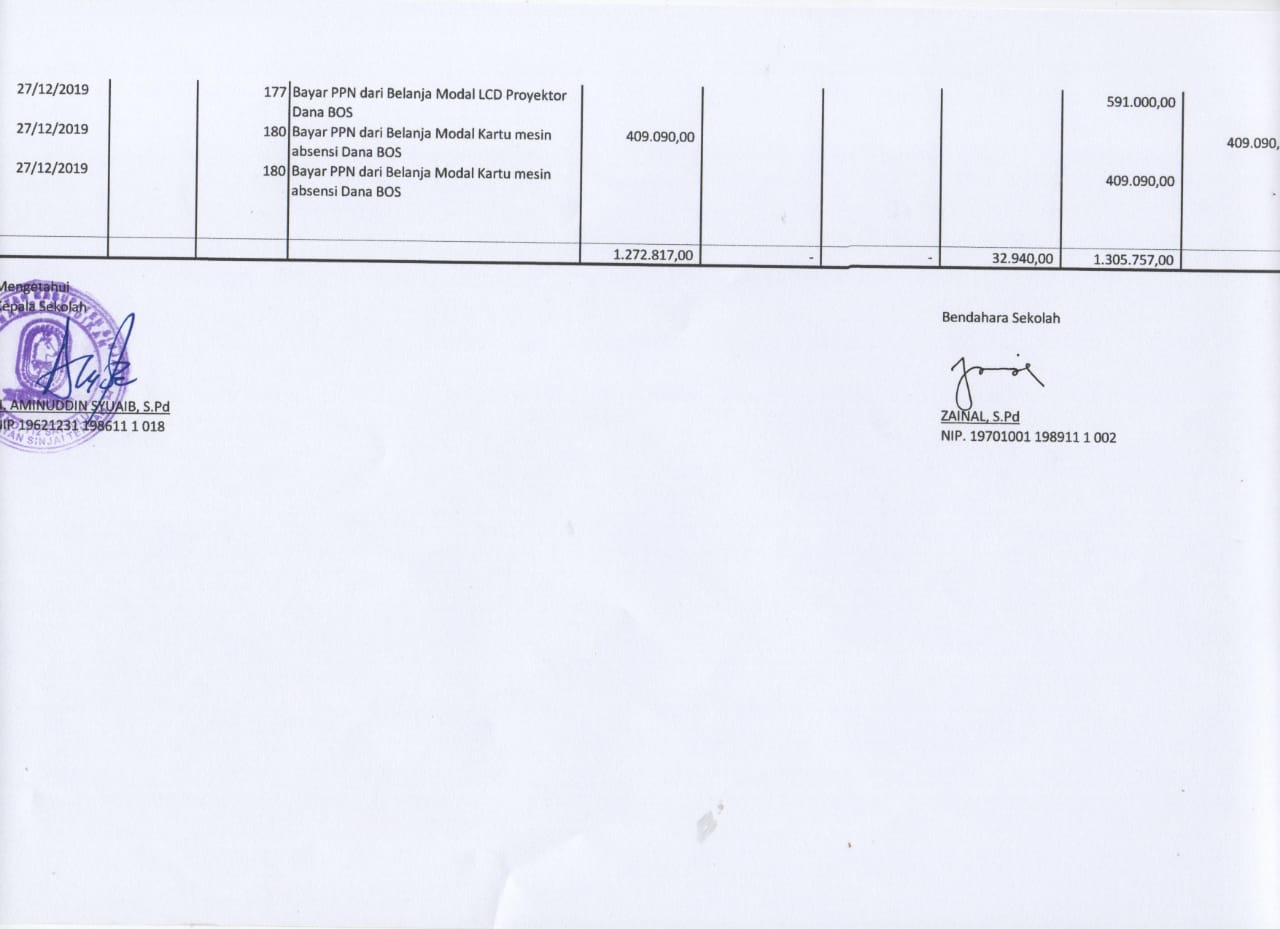 27/12/2019 177 Bayar PPN dari Belanja Modal LCD Proyektor 591.000,00
Dana BOS
27/12/2019 180 Bayar PPN dari Belanja Modal Kartu mesin 409.090,00 409.090,
absensi Dana BOS
27/12/2019 180 Bayar PPN dari Belanja Modal Kartu mesin 409.090,00
absensi Dana BOS
1.272.817,00 - - 32.940,00 1.305.757,00
Mengetahui
Kepala Sekolah
Bendahara Sekolah
AMINUDDIN SYUAIB, S.Pd
NIP 19621231 198611 1 018
ZAINAL, S.Pd
NIP. 19701001 198911 1 002